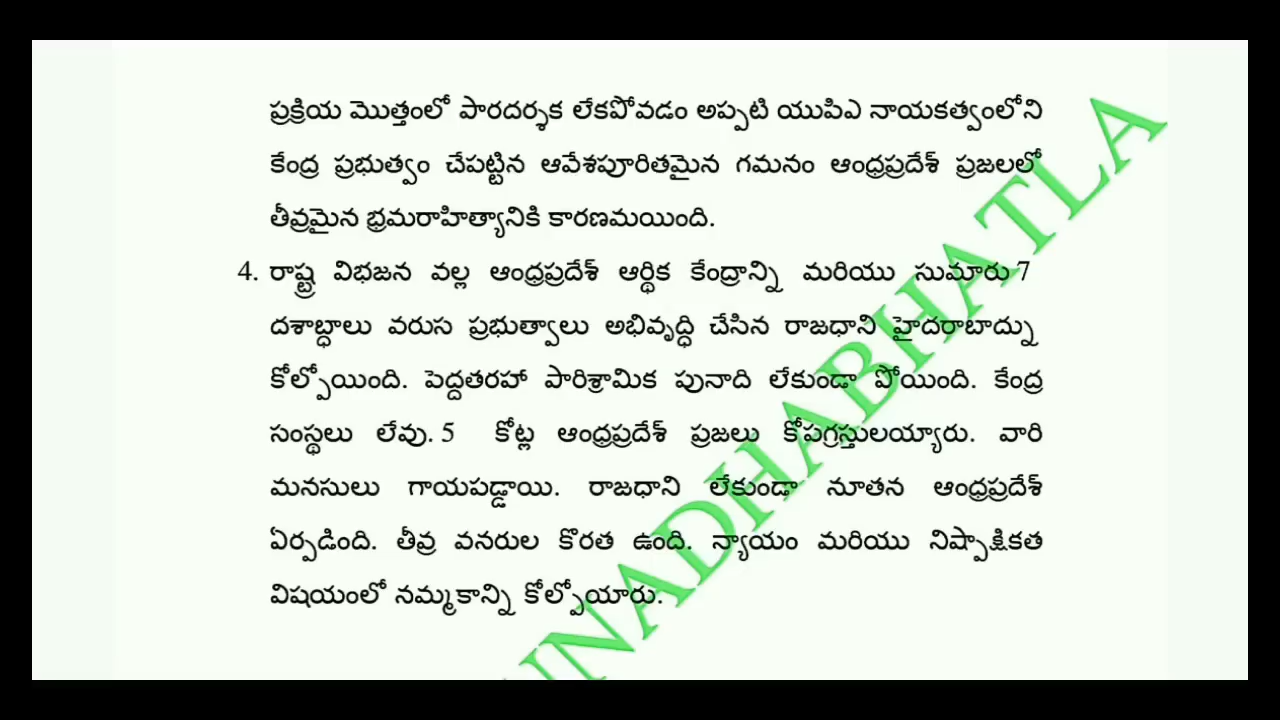 ప్రక్రియ మొత్తంలో పారదర్శక లేకపోవడం అప్పటి యుపిఎ నాయకత్వంలోని
కేంద్ర ప్రభుత్వం చేపట్టిన ఆవేశపూరితమైన గమనం ఆంధ్రప్రదేశ్ ప్రజలలో
తీవ్రమైన భ్రమరాహిత్యానికి కారణమయింది.
4. రాష్ట్ర విభజన వల్ల ఆంధ్రప్రదేశ్ ఆర్థిక కేంద్రాన్ని మరియు సుమారు 7
దశాబ్ధాలు వరుస ప్రభుత్వాలు అభివృద్ధి చేసిన రాజధాని హైదరాబాద్ను
కోల్పోయింది. పెద్దతరహా పారిశ్రామిక పునాది లేకుండా పోయింది. కేంద్ర
సంస్థలు లేవు. 5 కోట్ల ఆంధ్రప్రదేశ్ ప్రజలు కోపగ్రస్తులయ్యారు. వారి
మనసులు గాయపడ్డాయి. రాజధాని లేకుండా నూతన ఆంధ్రప్రదేశ్
ఏర్పడింది. తీవ్ర వనరుల కొరత ఉంది. న్యాయం మరియు నిష్పాక్షికత
విషయంలో నమ్మకాన్ని కోల్పోయారు.